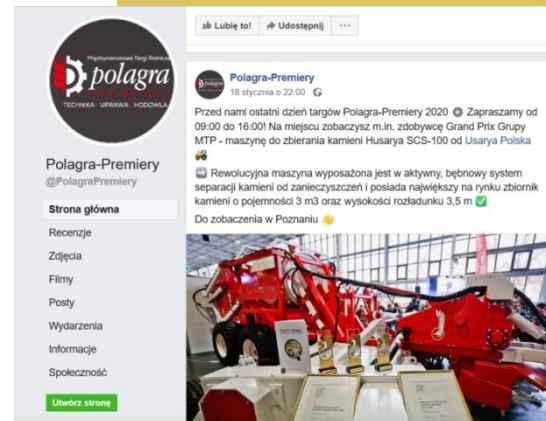 Międzynarodowe Targi Rolnicze
polagra
PREMIERY
TECHNIKA UPRAWA HODOWLA
Polagra-Premiery
@PolagraPremiery
Strona główna
Recenzje
Zdjęcia
Filmy
Posty
Wydarzenia
Informacje
Społeczność
Utwórz stronę
Lubię to! Udostępnij ...
Polagra-Premiery
18 stycznia o 22:00 ·
Przed nami ostatni dzień targów Polagra-Premiery 2020 ⚙️ Zapraszamy od
09:00 do 16:00! Na miejscu zobaczysz m.in. zdobywcę Grand Prix Grupy
MTP - maszynę do zbierania kamieni Husarya SCS-100 od Usarya Polska
🚜
➡️ Rewolucyjna maszyna wyposażona jest w aktywny, bębnowy system
separacji kamieni od zanieczyszczeń i posiada największy na rynku zbiornik
kamieni o pojemności 3 m3 oraz wysokości rozładunku 3,5 m ✅
Do zobaczenia w Poznaniu 👋